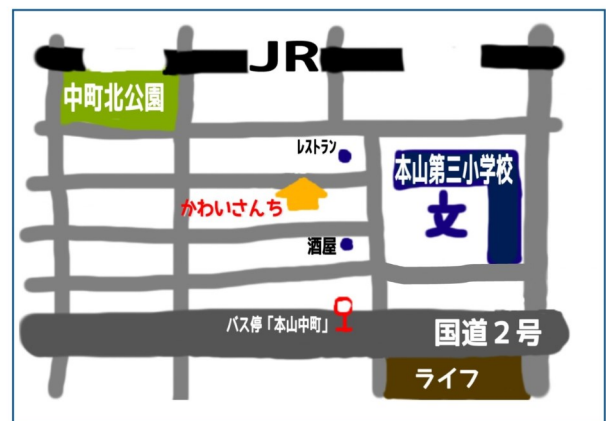 JR
中町北公園
レストラン
本山第三小学校
かわいさんち
文
酒屋
バス停「本山中町」
国道2号
ライフ